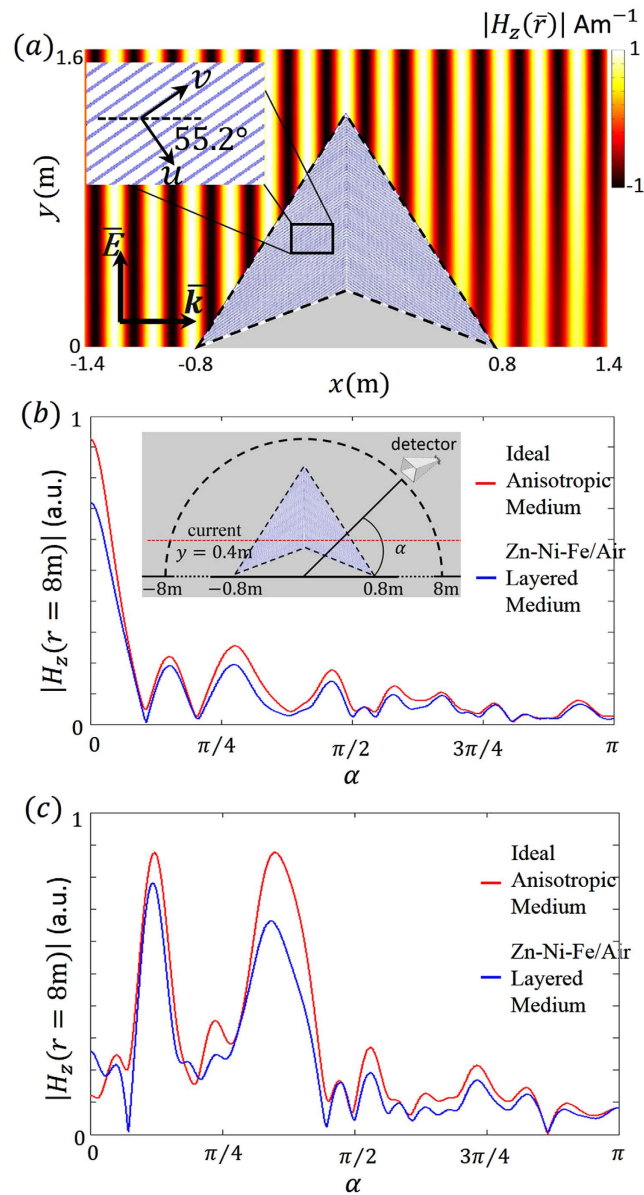 (a)
|H_z(r̄)| Am⁻¹
1.6
1
-1
v
55.2°
u
y(m)
Ē
k̄
0
-1.4
-0.8
0.8
1.4
x(m)
(b)
1
|H_z(r = 8m)| (a.u.)
detector
current
y = 0.4m
α
−8m
−0.8m
0.8m
8m
Ideal
Anisotropic
Medium
Zn-Ni-Fe/Air
Layered
Medium
0
0
π/4
π/2
3π/4
π
α
(c)
1
|H_z(r = 8m)| (a.u.)
Ideal
Anisotropic
Medium
Zn-Ni-Fe/Air
Layered
Medium
0
0
π/4
π/2
3π/4
π
α